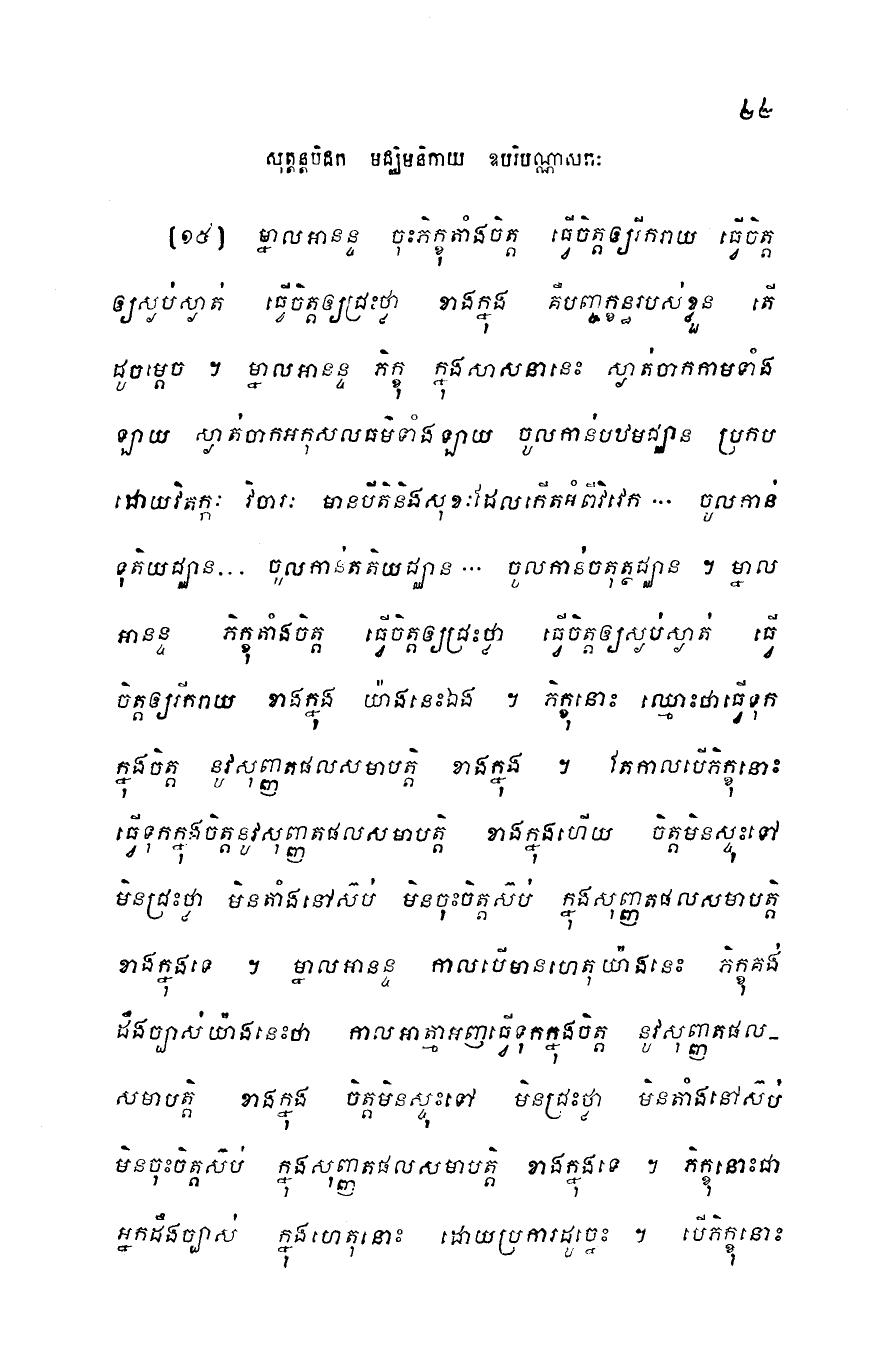 ២២
សុត្តន្តបិដក មជ្ឈិមនិកាយ ឧបរិបណ្ណាសកៈ
[១៥] ម្នាលអានន្ទ ចុះភិក្ខុតាំងចិត្ត ធ្វើចិត្តឲ្យរីករាយ ធ្វើចិត្ត
ឲ្យស្ងប់ស្ងាត់ ធ្វើចិត្តឲ្យជ្រះថ្លា ខាងក្នុង គឺបញ្ចក្ខន្ធរបស់ខ្លួន តើ
ដូចម្តេច ។ ម្នាលអានន្ទ ភិក្ខុ ក្នុងសាសនានេះ ស្ងាត់ចាកកាមទាំង
ឡាយ ស្ងាត់ចាកអកុសលធម៌ទាំងឡាយ ចូលកាន់បឋមជ្ឈាន ប្រកប
ដោយវិតក្កៈ វិចារៈ មានបីតិនិងសុខៈដែលកើតអំពីវិវេក ... ចូលកាន់
ទុតិយជ្ឈាន... ចូលកាន់តតិយជ្ឈាន ... ចូលកាន់ចតុត្ថជ្ឈាន ។ ម្នាល
អានន្ទ ភិក្ខុតាំងចិត្ត ធ្វើចិត្តឲ្យជ្រះថ្លា ធ្វើចិត្តឲ្យស្ងប់ស្ងាត់ ធ្វើ
ចិត្តឲ្យរីករាយ ខាងក្នុង យ៉ាងនេះឯង ។ ភិក្ខុនោះ ឈ្មោះថាធ្វើទុក
ក្នុងចិត្ត នូវសុញ្ញតផលសមាបត្តិ ខាងក្នុង ។ តែកាលបើភិក្ខុនោះ
ធ្វើទុកក្នុងចិត្តនូវសុញ្ញតផលសមាបត្តិ ខាងក្នុងហើយ ចិត្តមិនស្ទុះទៅ
មិនជ្រះថ្លា មិនតាំងនៅស៊ប់ មិនចុះចិត្តស៊ប់ ក្នុងសុញ្ញតផលសមាបត្តិ
ខាងក្នុងទេ ។ ម្នាលអានន្ទ កាលបើមានហេតុយ៉ាងនេះ ភិក្ខុគង់
ដឹងច្បាស់យ៉ាងនេះថា កាលអាត្មាអញធ្វើទុកក្នុងចិត្ត នូវសុញ្ញតផល-
សមាបត្តិ ខាងក្នុង ចិត្តមិនស្ទុះទៅ មិនជ្រះថ្លា មិនតាំងនៅស៊ប់
មិនចុះចិត្តស៊ប់ ក្នុងសុញ្ញតផលសមាបត្តិ ខាងក្នុងទេ ។ ភិក្ខុនោះជា
អ្នកដឹងច្បាស់ ក្នុងហេតុនោះ ដោយប្រការដូច្នេះ ។ បើភិក្ខុនោះ